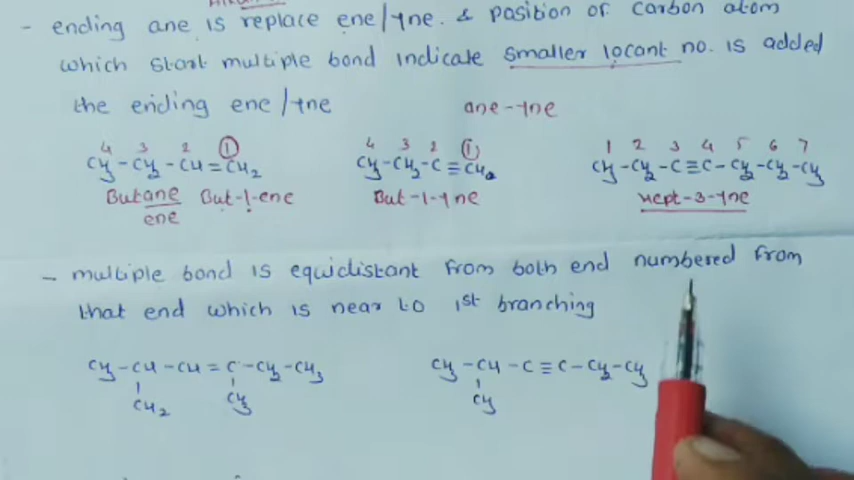 - ending ane is replace ene/yne. & position of carbon atom
which start multiple bond indicate smaller locant no. is added
the ending ene/yne ane-yne
4 3 2 1 4 3 2 1 1 2 3 4 5 6 7
CH3-CH2-CH=CH2 CH3-CH2-C≡CH2 CH3-CH2-C≡C-CH2-CH2-CH3
Butane But-1-ene But-1-yne Hept-3-yne
ene
- multiple bond is equidistant from both end numbered from
that end which is near to 1st branching
CH3-CH-CH=C-CH2-CH3 CH3-CH-C≡C-CH2-CH3
CH2 CH3 CH3